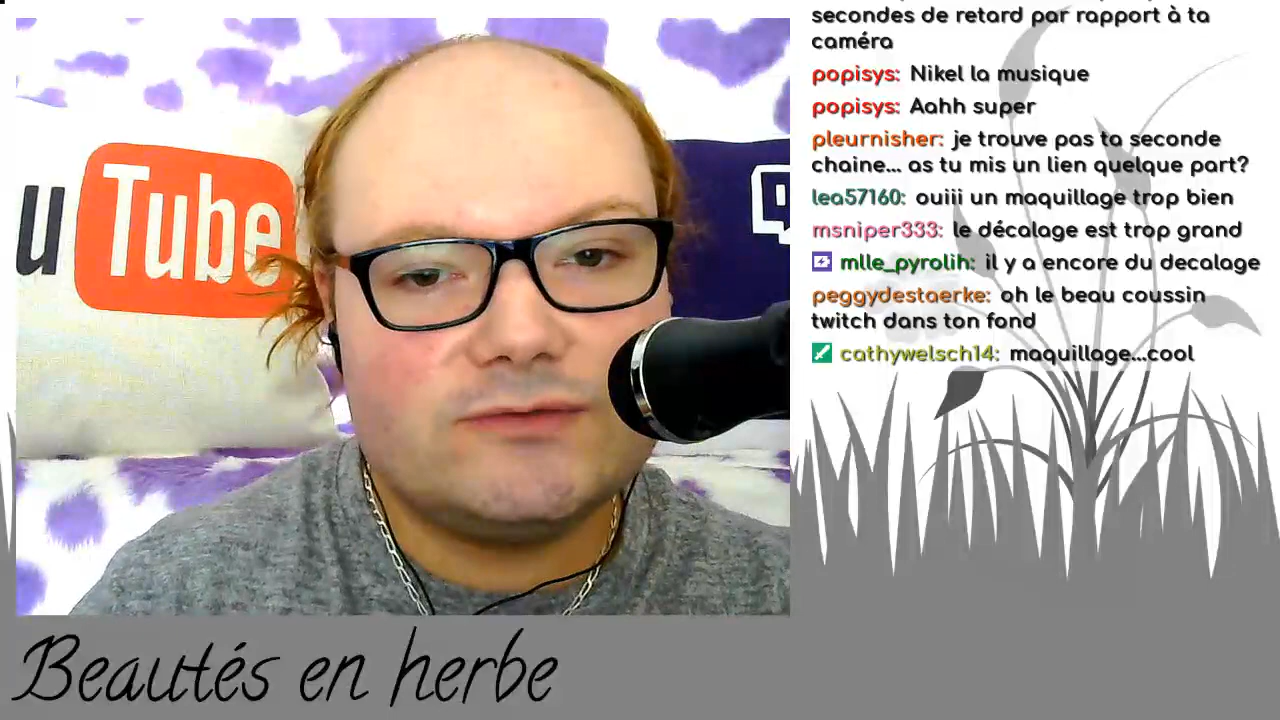 uTube
secondes de retard par rapport à ta
caméra
popisys: Nikel la musique
popisys: Aahh super
pleurnisher: je trouve pas ta seconde
chaine... as tu mis un lien quelque part?
lea57160: ouiii un maquillage trop bien
msniper333: le décalage est trop grand
mlle_pyrolih: il y a encore du decalage
peggydestaerke: oh le beau coussin
twitch dans ton fond
cathywelsch14: maquillage...cool
Beautés en herbe